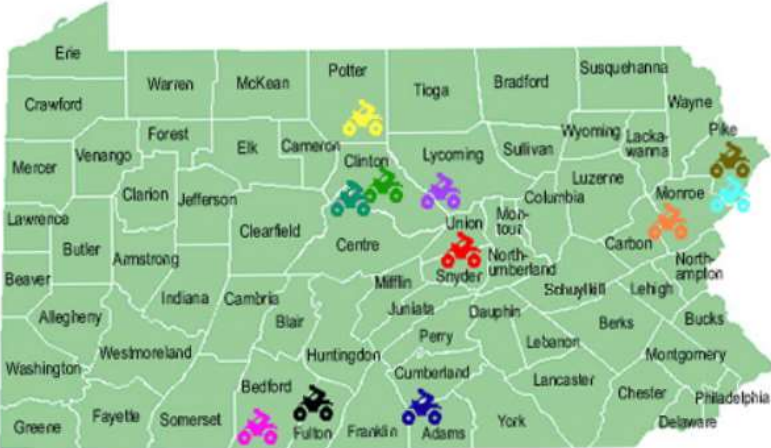 Erie
Warren
McKean
Potter
Tioga
Bradford
Susquehanna
Crawford
Wayne
Forest
Elk
Cameron
Clinton
Lycoming
Sullivan
Wyoming
Lacka-
wanna
Pike
Mercer
Venango
Clarion
Jefferson
Luzerne
Monroe
Columbia
Lawrence
Butler
Armstrong
Clearfield
Centre
Union
Mon-
tour
North-
umberland
Snyder
Carbon
North-
ampton
Beaver
Indiana
Cambria
Mifflin
Schuylkill
Lehigh
Allegheny
Blair
Juniata
Dauphin
Berks
Bucks
Washington
Westmoreland
Huntingdon
Perry
Lebanon
Montgomery
Bedford
Cumberland
Lancaster
Chester
Philadelphia
Greene
Fayette
Somerset
Fulton
Franklin
Adams
York
Delaware